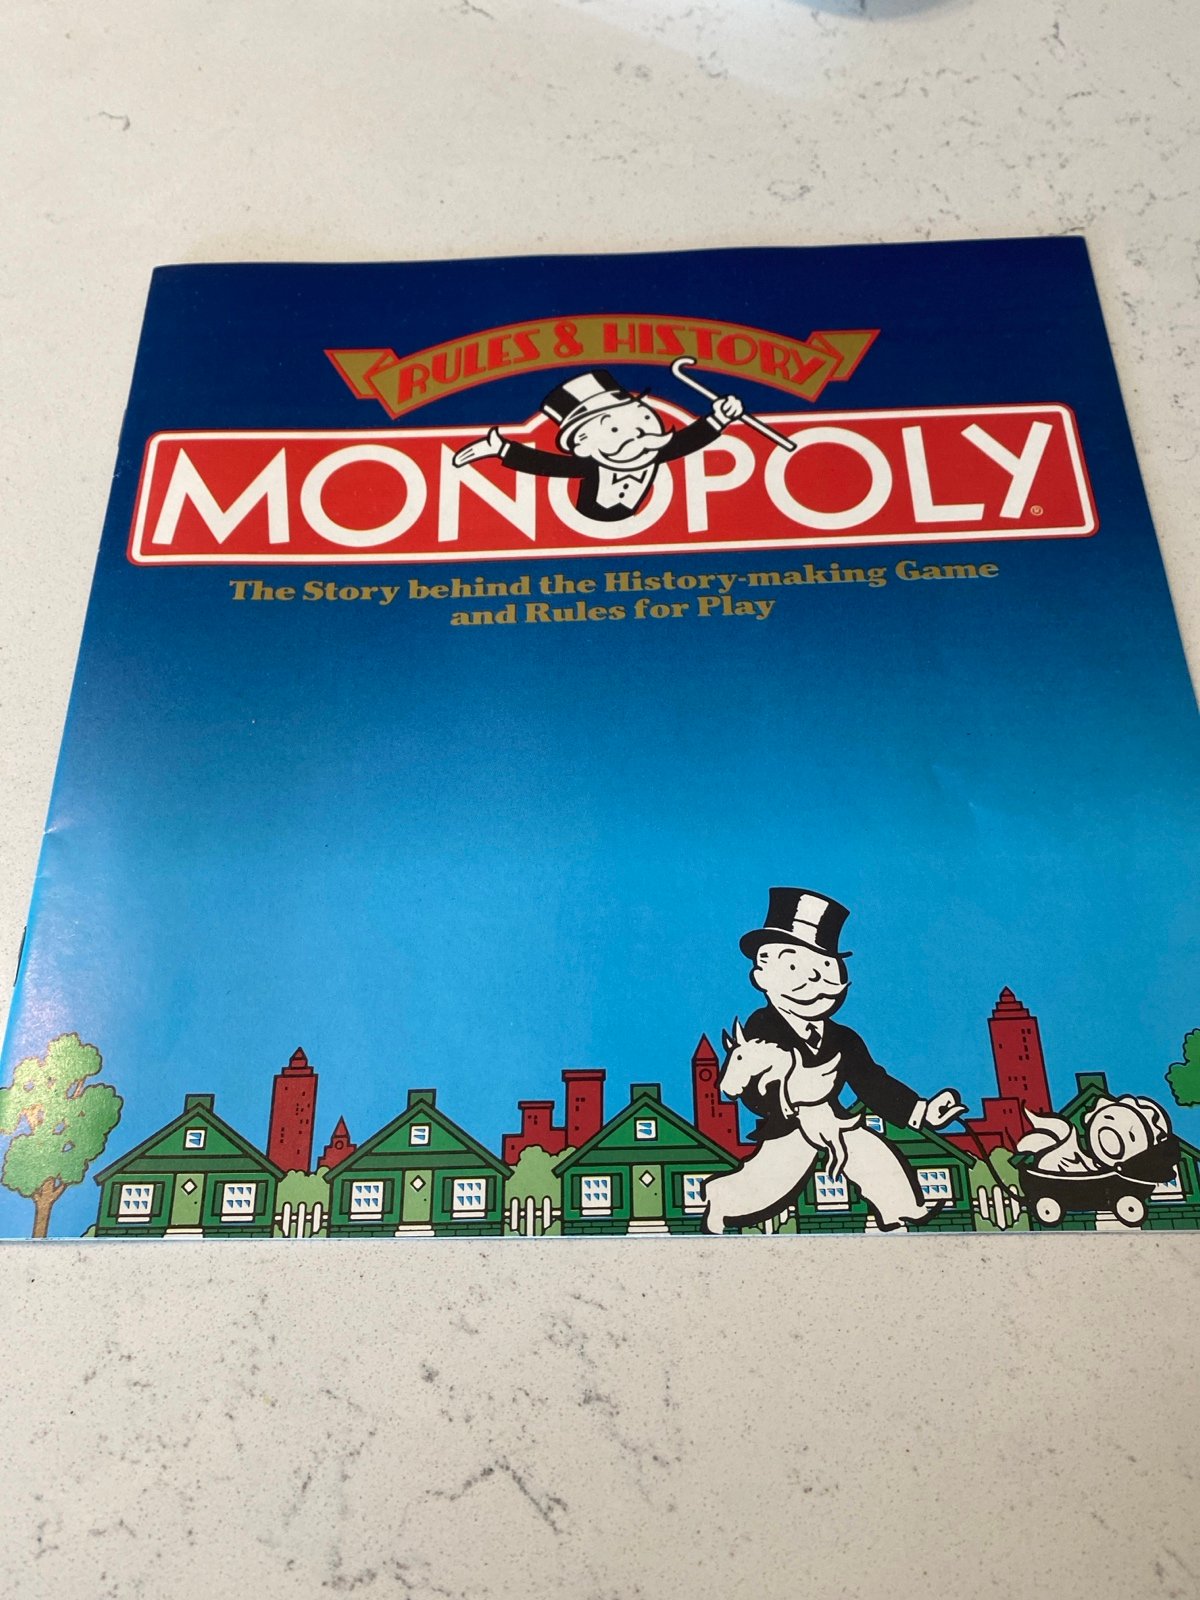 RULES & HISTORY
MONOPOLY®
The Story behind the History-making Game
and Rules for Play